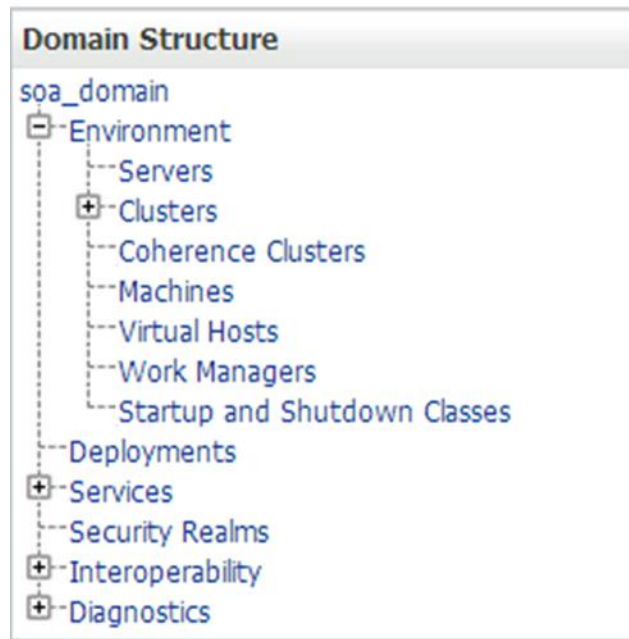 Domain Structure
soa_domain
Environment
Servers
Clusters
Coherence Clusters
Machines
Virtual Hosts
Work Managers
Startup and Shutdown Classes
Deployments
Services
Security Realms
Interoperability
Diagnostics